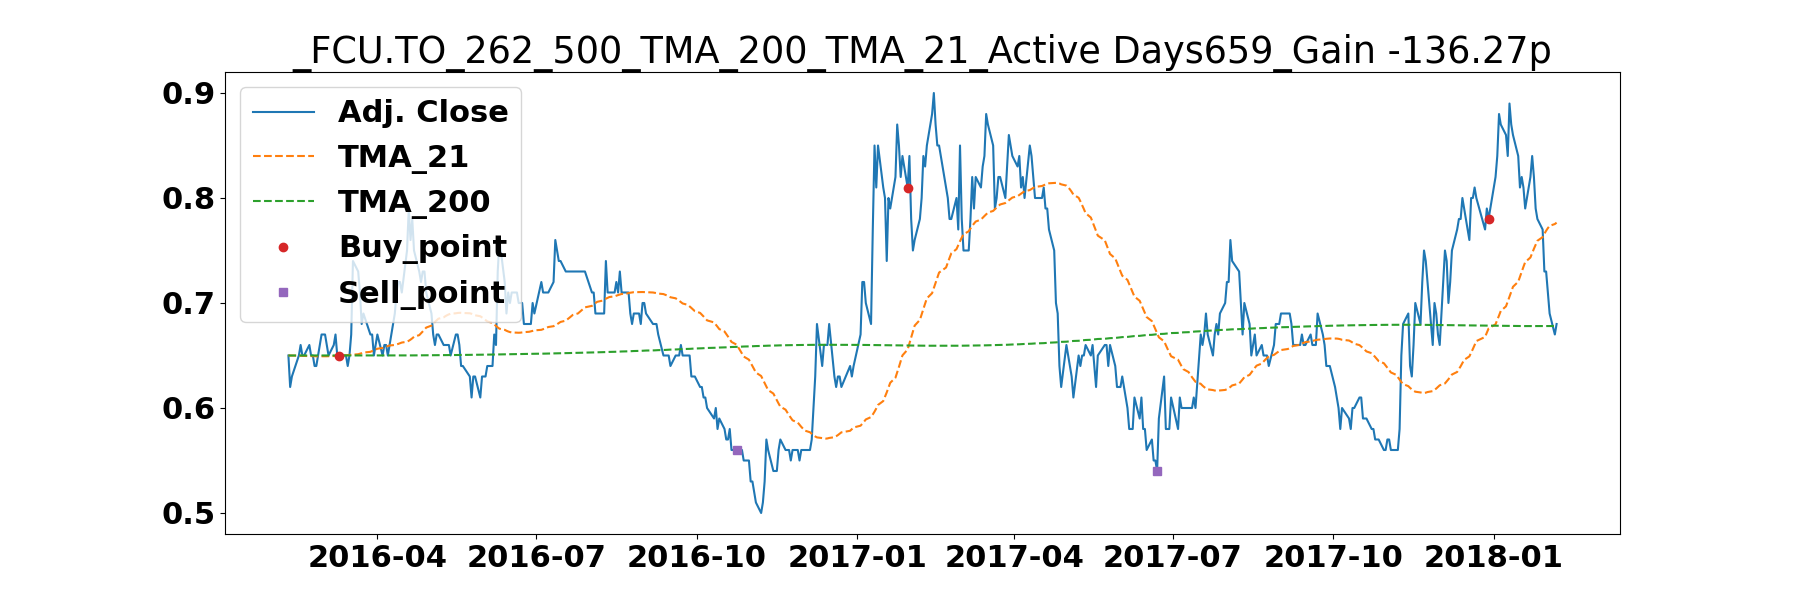 _FCU.TO_262_500_TMA_200_TMA_21_Active Days659_Gain -136.27p
0.9
0.8
0.7
0.6
0.5
Adj. Close
TMA_21
TMA_200
Buy_point
Sell_point
2016-04 2016-07 2016-10 2017-01 2017-04 2017-07 2017-10 2018-01